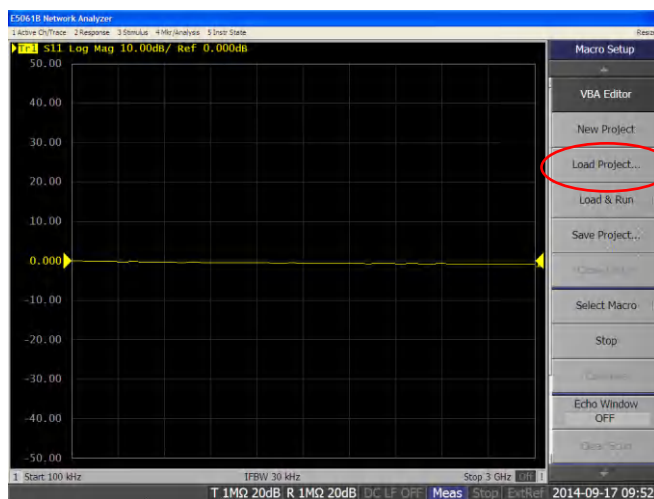 E5061B Network Analyzer
1 Active Ch/Trace 2 Response 3 Stimulus 4 Mkr/Analysis 5 Instr State
Tr1 S11 Log Mag 10.00dB/ Ref 0.000dB
50.00
40.00
30.00
20.00
10.00
0.000
-10.00
-20.00
-30.00
-40.00
-50.00
1 Start 100 kHz IFBW 30 kHz Stop 3 GHz Off
T 1MΩ 20dB R 1MΩ 20dB DC LF OFF Meas Stop ExtRef 2014-09-17 09:52
Macro Setup
VBA Editor
New Project
Load Project...
Load & Run
Save Project...
Select Macro
Stop
Continue
Echo Window
OFF